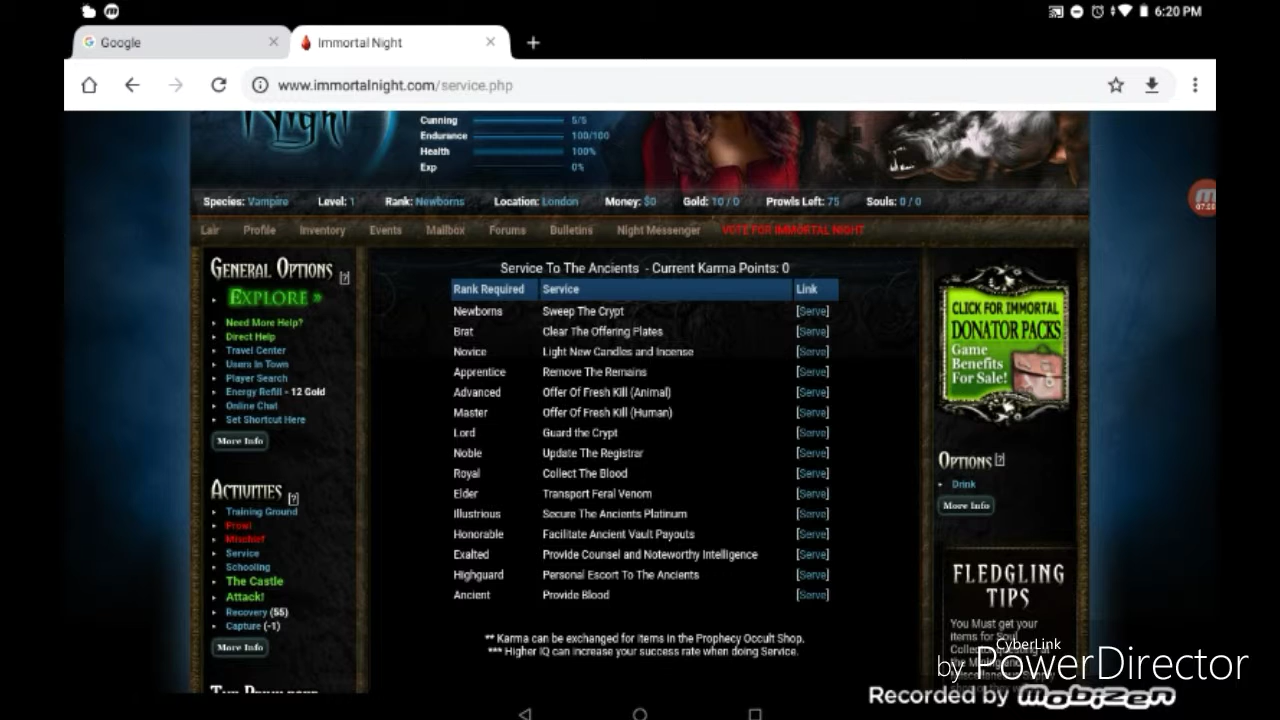 6:20 PM
Google
Immortal Night
www.immortalnight.com/service.php
Night
Cunning 5/5
Endurance 100/100
Health 100%
Exp 0%
Species: Vampire Level: 1 Rank: Newborns Location: London Money: $0 Gold: 10 / 0 Prowls Left: 75 Souls: 0 / 0
Lair Profile Inventory Events Mailbox Forums Bulletins Night Messenger VOTE FOR IMMORTAL NIGHT
General Options [?]
Explore »
Need More Help?
Direct Help
Travel Center
Users In Town
Player Search
Energy Refill - 12 Gold
Online Chat
Set Shortcut Here
More Info
Activities [?]
Training Ground
Prowl
Mischief
Service
Schooling
The Castle
Attack!
Recovery (55)
Capture (-1)
More Info
Service To The Ancients - Current Karma Points: 0
Rank Required Service Link
Newborns Sweep The Crypt [Serve]
Brat Clear The Offering Plates [Serve]
Novice Light New Candles and Incense [Serve]
Apprentice Remove The Remains [Serve]
Advanced Offer Of Fresh Kill (Animal) [Serve]
Master Offer Of Fresh Kill (Human) [Serve]
Lord Guard the Crypt [Serve]
Noble Update The Registrar [Serve]
Royal Collect The Blood [Serve]
Elder Transport Feral Venom [Serve]
Illustrious Secure The Ancients Platinum [Serve]
Honorable Facilitate Ancient Vault Payouts [Serve]
Exalted Provide Counsel and Noteworthy Intelligence [Serve]
Highguard Personal Escort To The Ancients [Serve]
Ancient Provide Blood [Serve]
** Karma can be exchanged for items in the Prophecy Occult Shop.
*** Higher IQ can increase your success rate when doing Service.
CLICK FOR IMMORTAL
DONATOR PACKS
Game
Benefits
For Sale!
Options [?]
Drink
More Info
FLEDGLING
TIPS
You Must get your
items for Soul
CyberLink
by PowerDirector
Recorded by mobizen